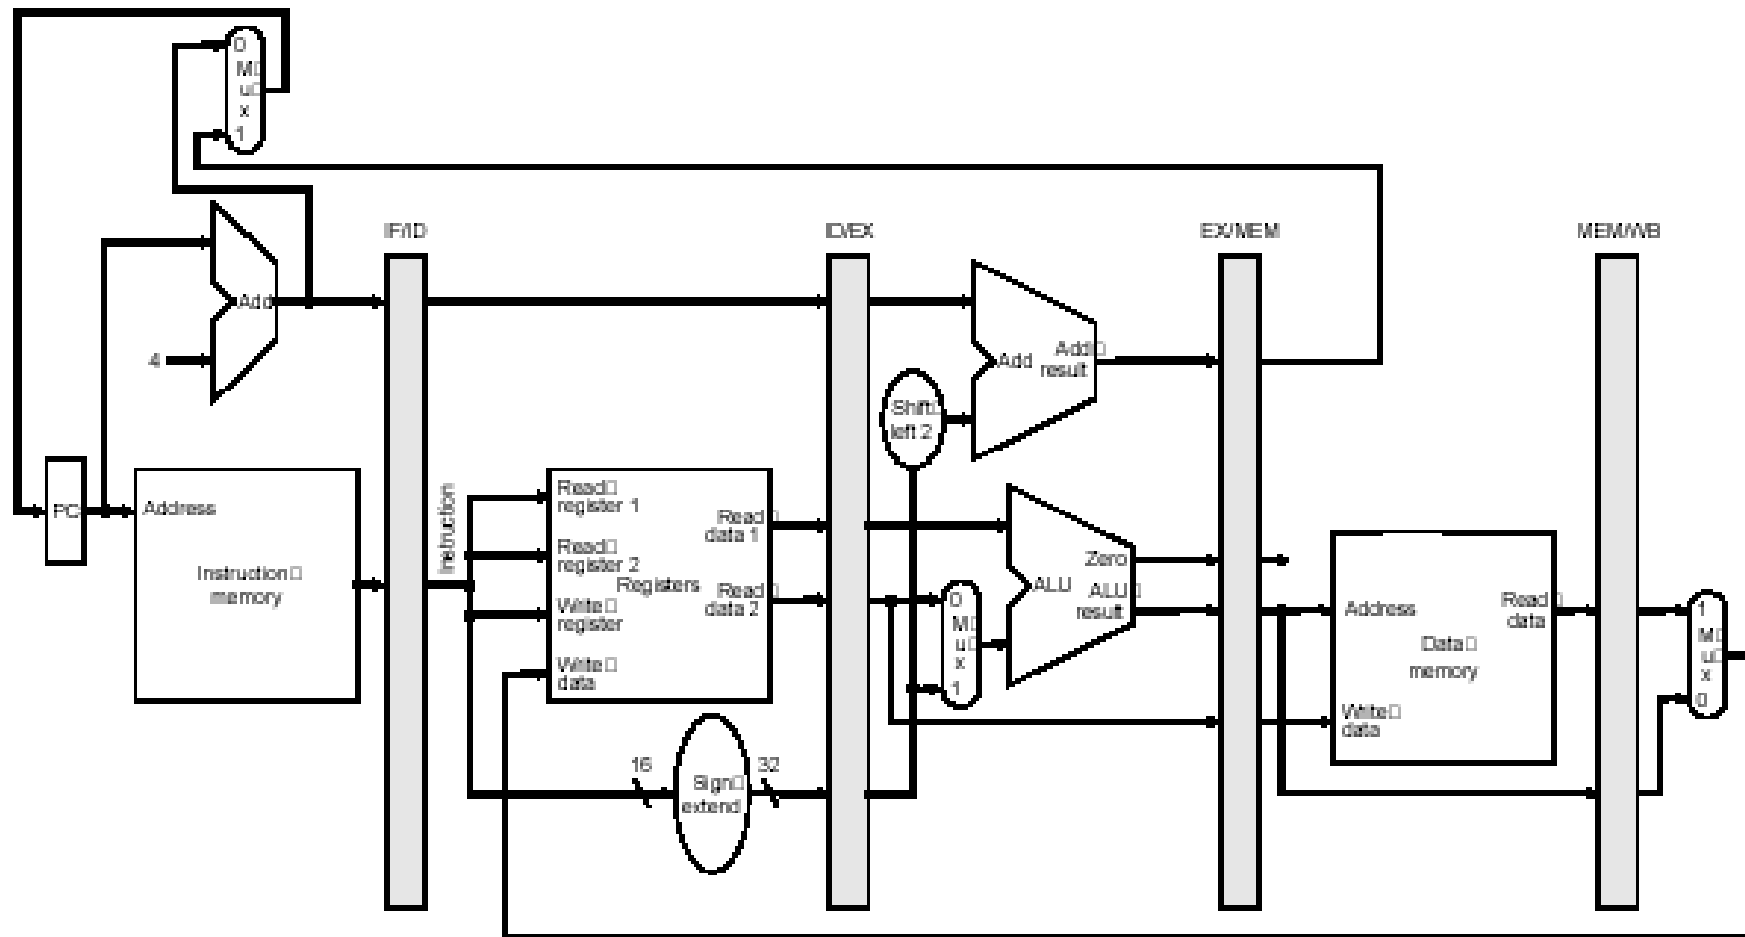 0
M
u
x
1
IF/ID
ID/EX
EX/MEM
MEM/WB
Add
4
Add
Add
result
Shift
left 2
PC
Address
Instruction
memory
Instruction
Read
register 1
Read
register 2
Write
register
Write
data
Registers
Read
data 1
Read
data 2
0
M
u
x
1
Zero
ALU
ALU
result
Address
Read
data
Data
memory
Write
data
1
M
u
x
0
16
Sign
extend
32